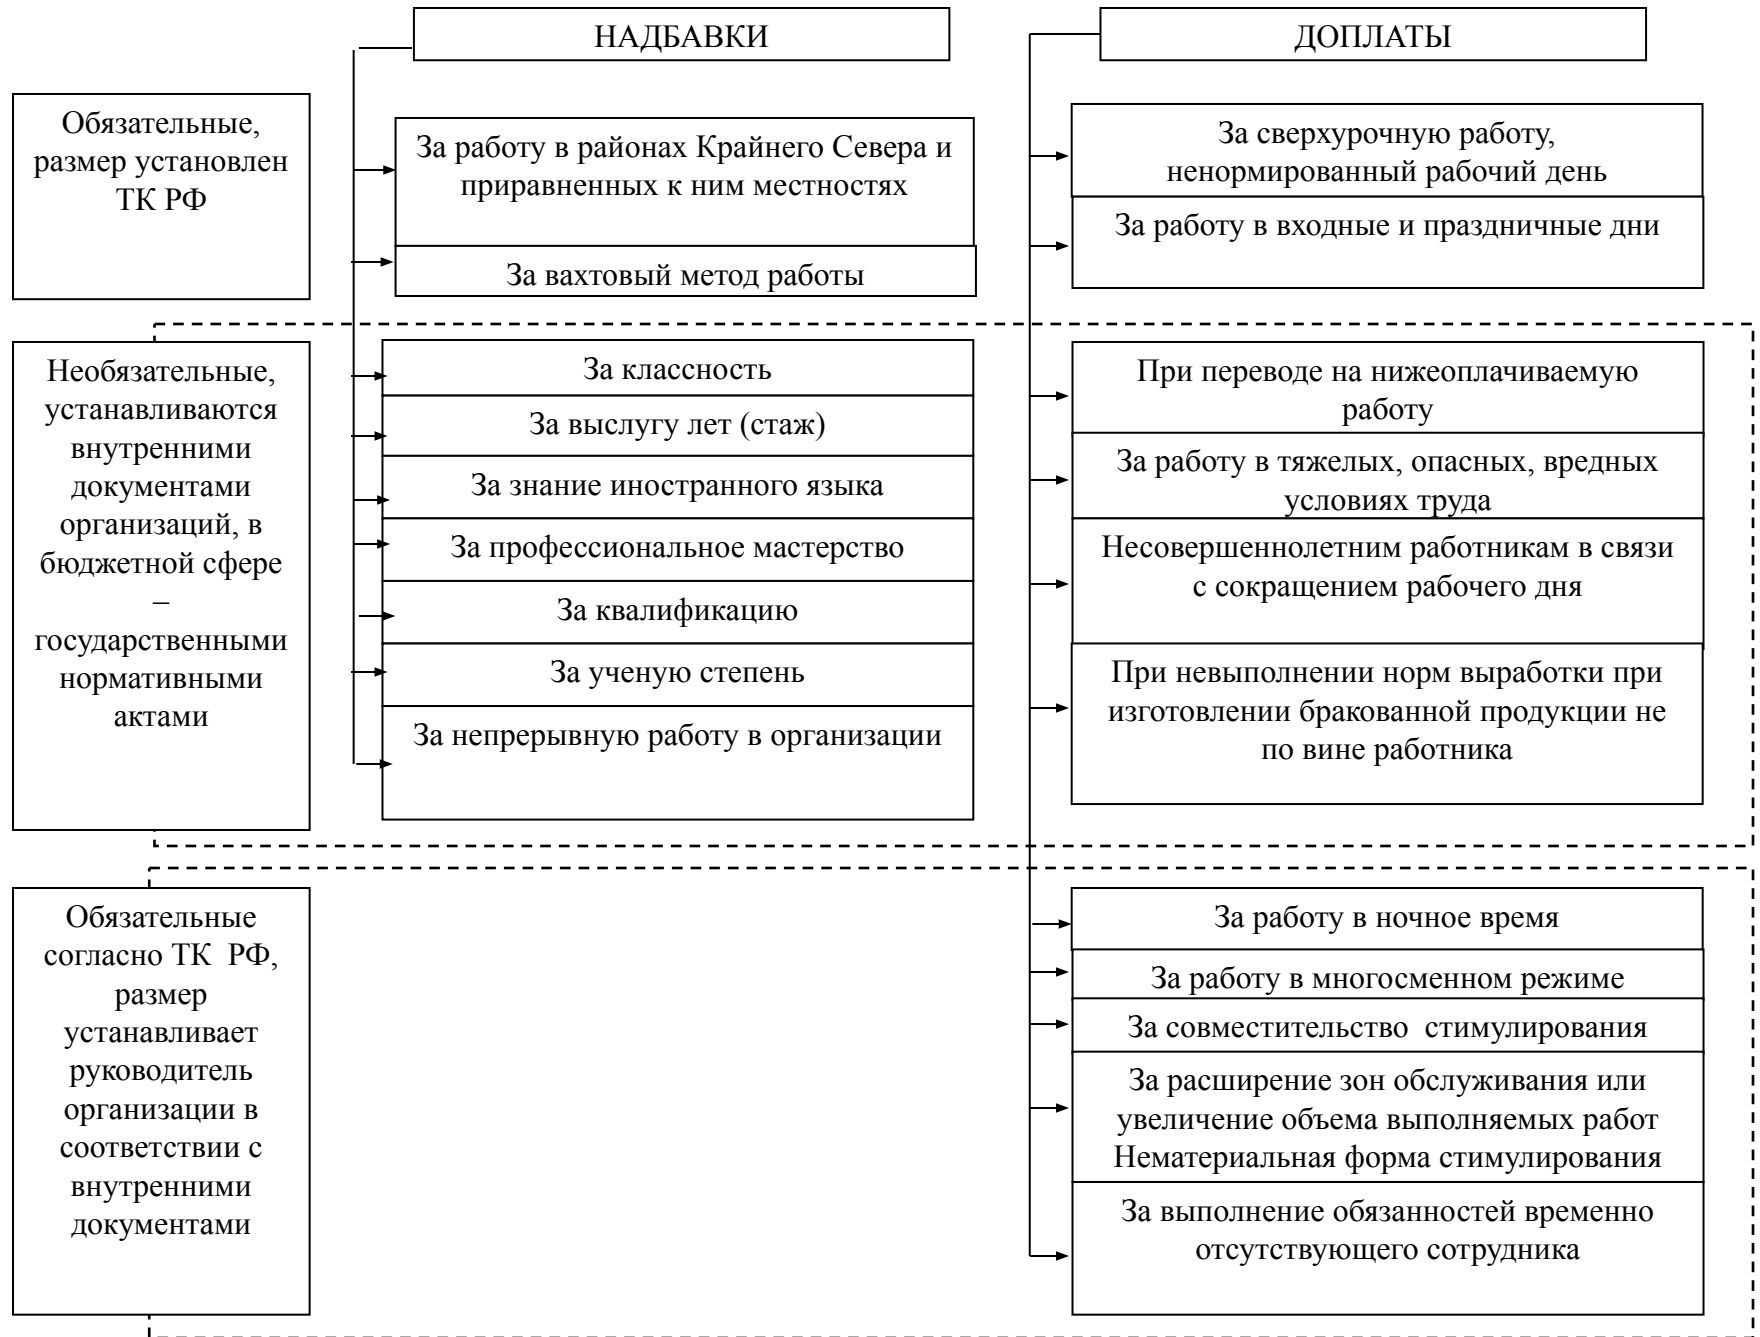 НАДБАВКИ
ДОПЛАТЫ
Обязательные,
размер установлен
ТК РФ
За работу в районах Крайнего Севера и
приравненных к ним местностях
За вахтовый метод работы
За сверхурочную работу,
ненормированный рабочий день
За работу в входные и праздничные дни
Необязательные,
устанавливаются
внутренними
документами
организаций, в
бюджетной сфере
–
государственными
нормативными
актами
За классность
За выслугу лет (стаж)
За знание иностранного языка
За профессиональное мастерство
За квалификацию
За ученую степень
За непрерывную работу в организации
При переводе на нижеоплачиваемую
работу
За работу в тяжелых, опасных, вредных
условиях труда
Несовершеннолетним работникам в связи
с сокращением рабочего дня
При невыполнении норм выработки при
изготовлении бракованной продукции не
по вине работника
Обязательные
согласно ТК  РФ,
размер
устанавливает
руководитель
организации в
соответствии с
внутренними
документами
За работу в ночное время
За работу в многосменном режиме
За совместительство  стимулирования
За расширение зон обслуживания или
увеличение объема выполняемых работ
Нематериальная форма стимулирования
За выполнение обязанностей временно
отсутствующего сотрудника